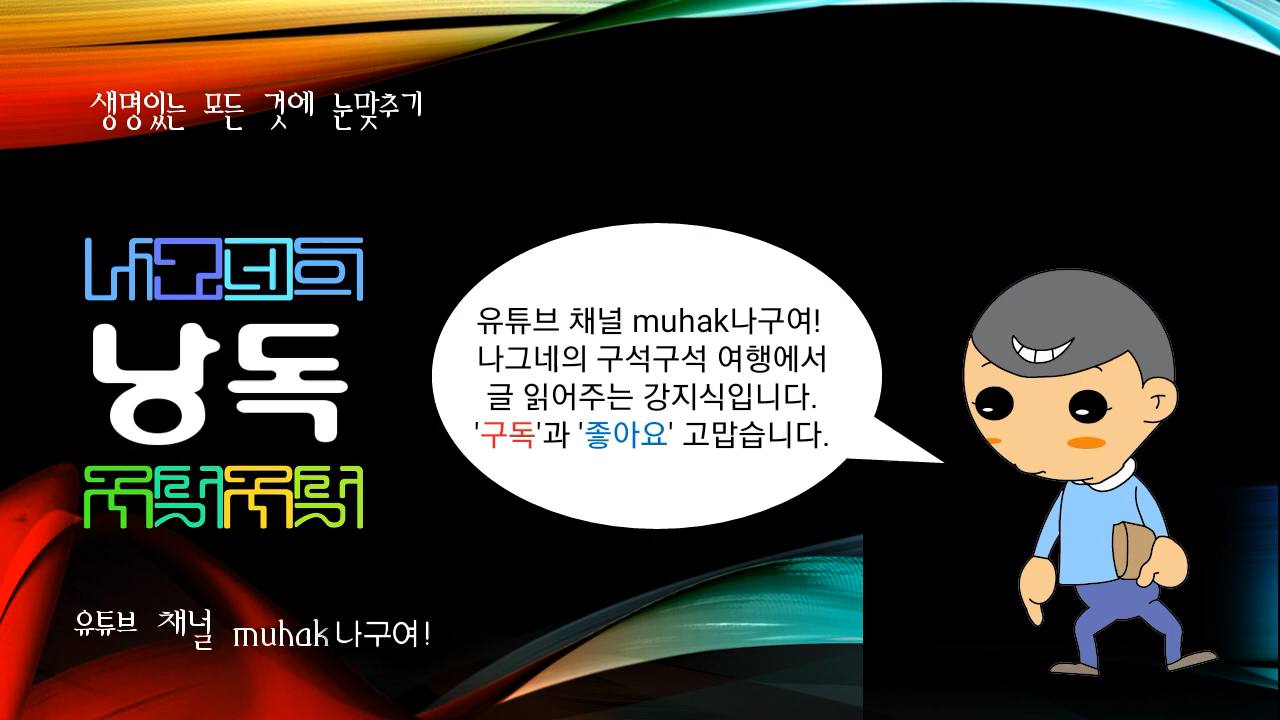 생명있는 모든 것에 눈맞추기
나그네의
낭독
구석구석
유튜브 채널 muhak나구여!
나그네의 구석구석 여행에서
글 읽어주는 강지식입니다.
'구독'과 '좋아요' 고맙습니다.
유튜브 채널 muhak나구여!